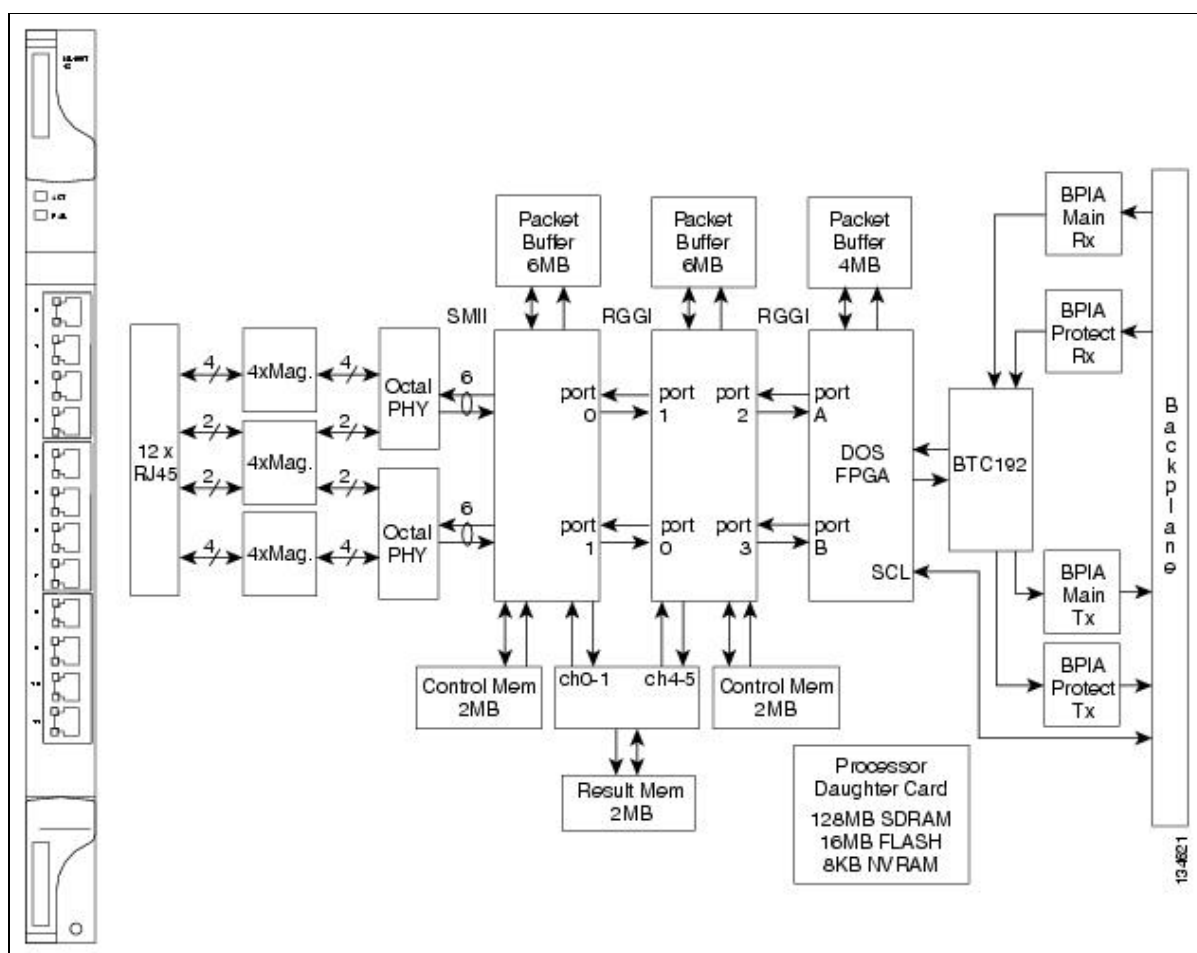 Packet
Buffer
6MB
Packet
Buffer
6MB
Packet
Buffer
4MB
BPIA
Main
Rx
BPIA
Protect
Rx
SMII
RGGI
RGGI
12 x
RJ45
4
4xMag.
4
2
2
4xMag.
2
2
4
4xMag.
4
Octal
PHY
6
Octal
PHY
6
port
0
port
1
port
1
port
0
port
2
port
3
port
A
DOS
FPGA
port
B
SCL
BTC192
BPIA
Main
Tx
BPIA
Protect
Tx
Backplane
Control Mem
2MB
ch0-1
ch4-5
Control Mem
2MB
Result Mem
2MB
Processor
Daughter Card
128MB SDRAM
16MB FLASH
8KB NVRAM
134621